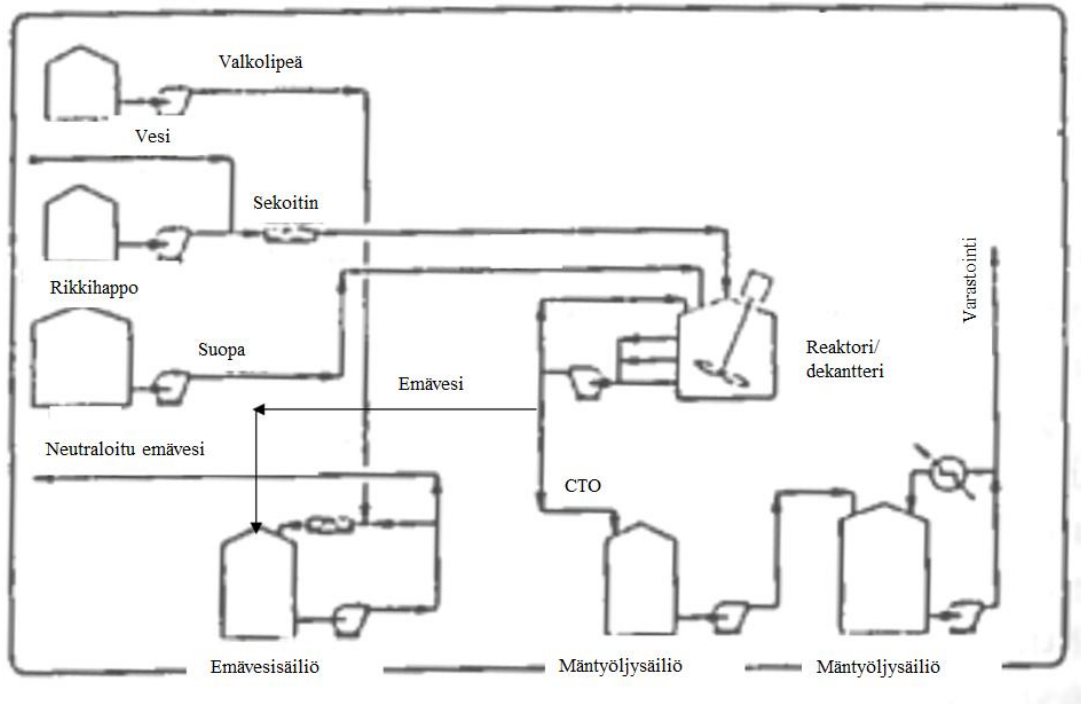 Valkolipeä
Vesi
Sekoitin
Rikkihappo
Varastointi
Suopa
Reaktori/
dekantteri
Emävesi
Neutraloitu emävesi
CTO
Emävesisäiliö
Mäntyöljysäiliö
Mäntyöljysäiliö